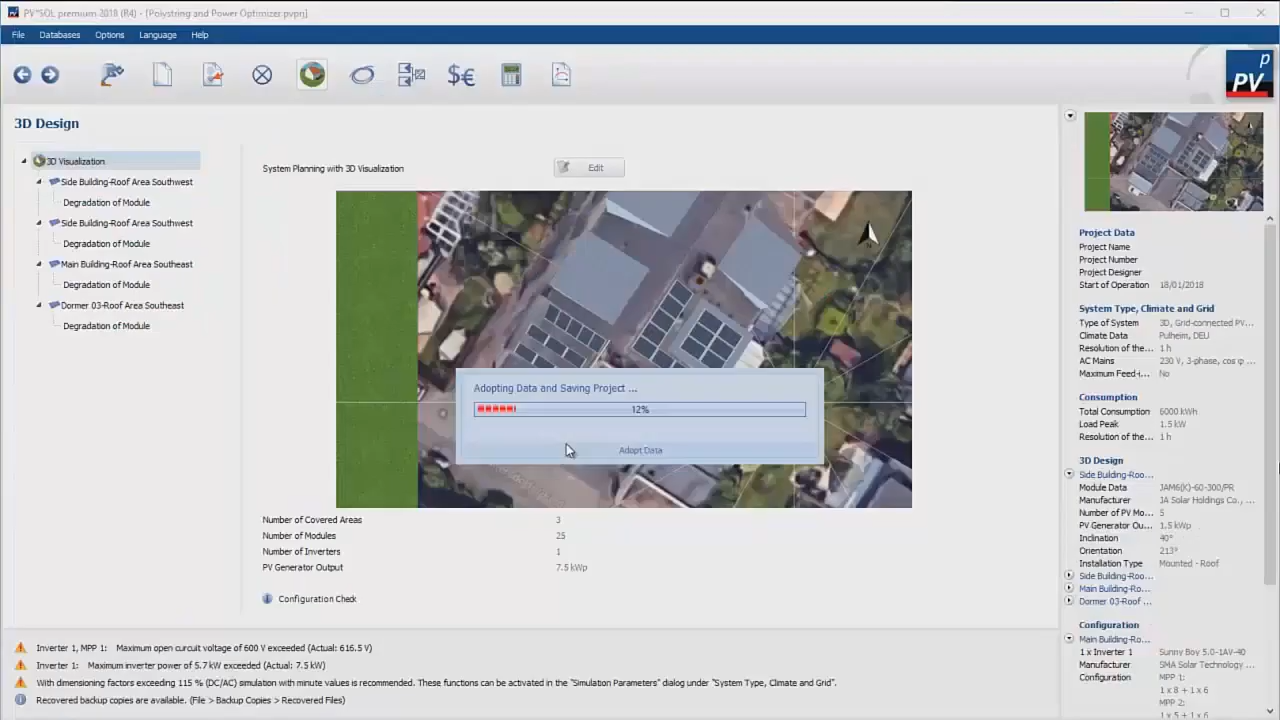 PV*SOL premium 2018 (R4) - [Polystring and Power Optimizer.pvprj]
File Databases Options Language Help
$€
p
PV
3D Design
3D Visualization
Side Building-Roof Area Southwest
Degradation of Module
Side Building-Roof Area Southwest
Degradation of Module
Main Building-Roof Area Southeast
Degradation of Module
Dormer 03-Roof Area Southeast
Degradation of Module
System Planning with 3D Visualization
Edit
Adopting Data and Saving Project ...
12%
Adopt Data
Number of Covered Areas 3
Number of Modules 25
Number of Inverters 1
PV Generator Output 7.5 kWp
Configuration Check
Project Data
Project Name
Project Number
Project Designer
Start of Operation 18/01/2018
System Type, Climate and Grid
Type of System 3D, Grid-connected PV...
Climate Data Pulheim, DEU
Resolution of the... 1 h
AC Mains 230 V, 3-phase, cos φ ...
Maximum Feed-i... No
Consumption
Total Consumption 6000 kWh
Load Peak 1.5 kW
Resolution of the... 1 h
3D Design
Side Building-Roo...
Module Data JAM6(K)-60-300/PR
Manufacturer JA Solar Holdings Co., ...
Number of PV Mo... 5
PV Generator Ou... 1.5 kWp
Inclination 40°
Orientation 213°
Installation Type Mounted - Roof
Side Building-Roo...
Main Building-Ro...
Dormer 03-Roof ...
Configuration
Main Building-Ro...
1 x Inverter 1 Sunny Boy 5.0-1AV-40
Manufacturer SMA Solar Technology ...
Configuration MPP 1:
1 x 8 + 1 x 6
MPP 2:
1 x 5 + 1 x 6
Inverter 1, MPP 1: Maximum open curcuit voltage of 600 V exceeded (Actual: 616.5 V)
Inverter 1: Maximum inverter power of 5.7 kW exceeded (Actual: 7.5 kW)
With dimensioning factors exceeding 115 % (DC/AC) simulation with minute values is recommended. These functions can be activated in the "Simulation Parameters" dialog under "System Type, Climate and Grid".
Recovered backup copies are available. (File > Backup Copies > Recovered Files)